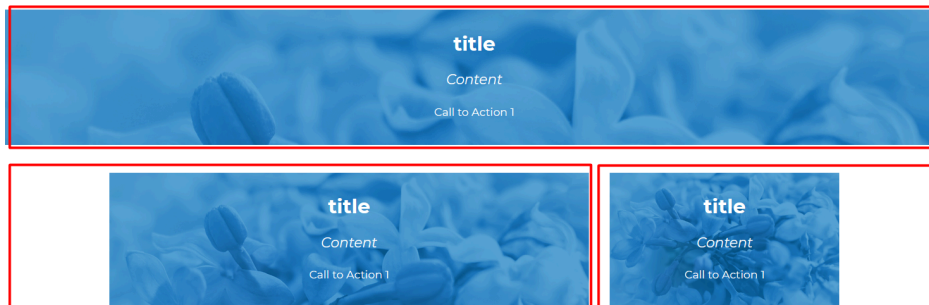 title
Content
Call to Action 1
title
Content
Call to Action 1
title
Content
Call to Action 1